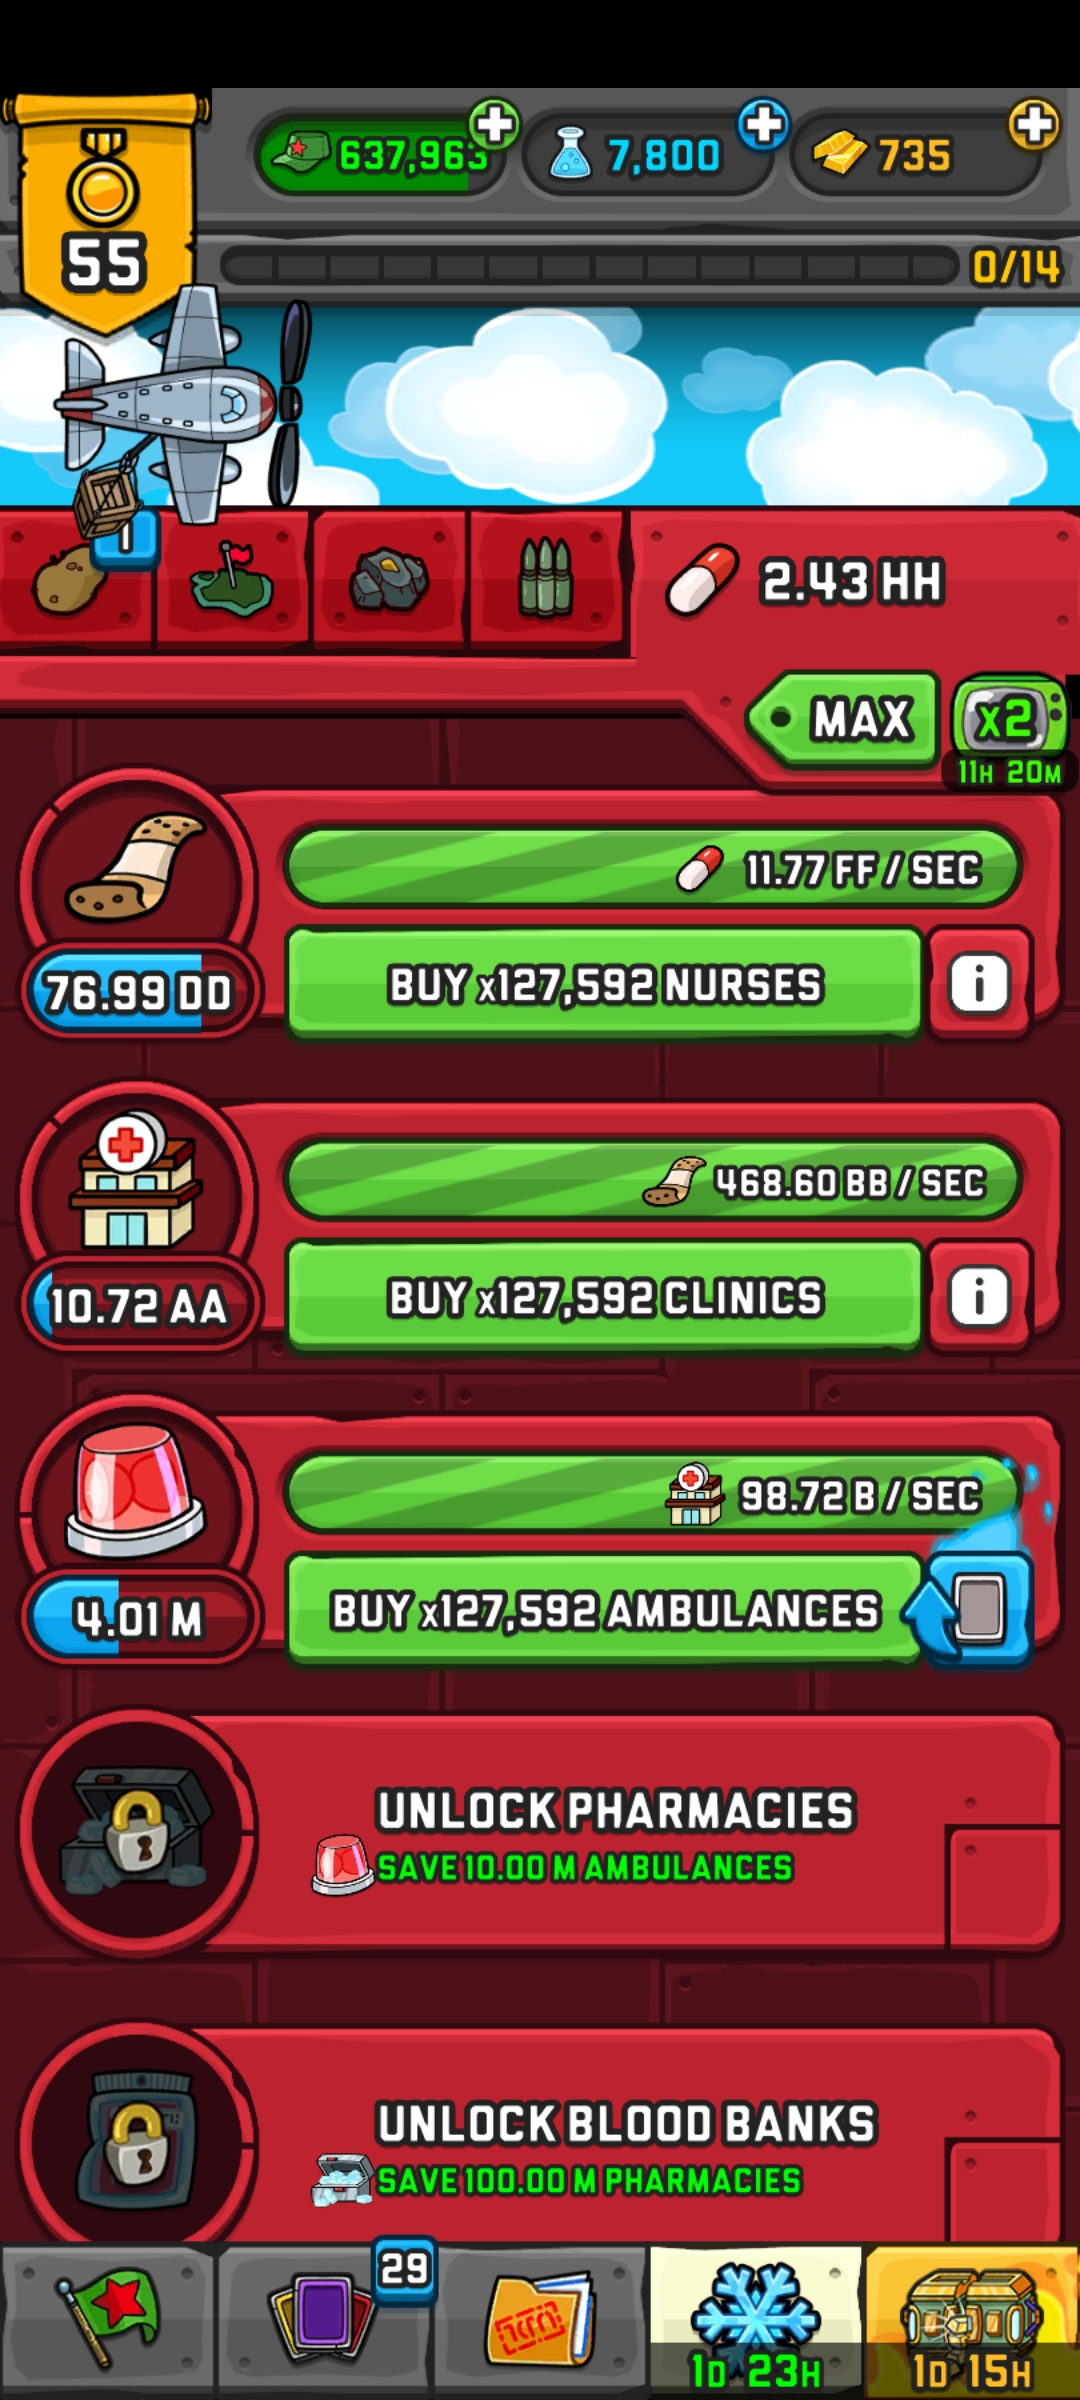 637,963
7,800
735
55
0/14
1
2.43 HH
MAX
x2
11H 20M
11.77 FF / SEC
76.99 DD
BUY x127,592 NURSES
i
468.60 BB / SEC
10.72 AA
BUY x127,592 CLINICS
i
98.72 B / SEC
4.01 M
BUY x127,592 AMBULANCES
UNLOCK PHARMACIES
SAVE 10.00 M AMBULANCES
UNLOCK BLOOD BANKS
SAVE 100.00 M PHARMACIES
29
1D 23H
1D 15H